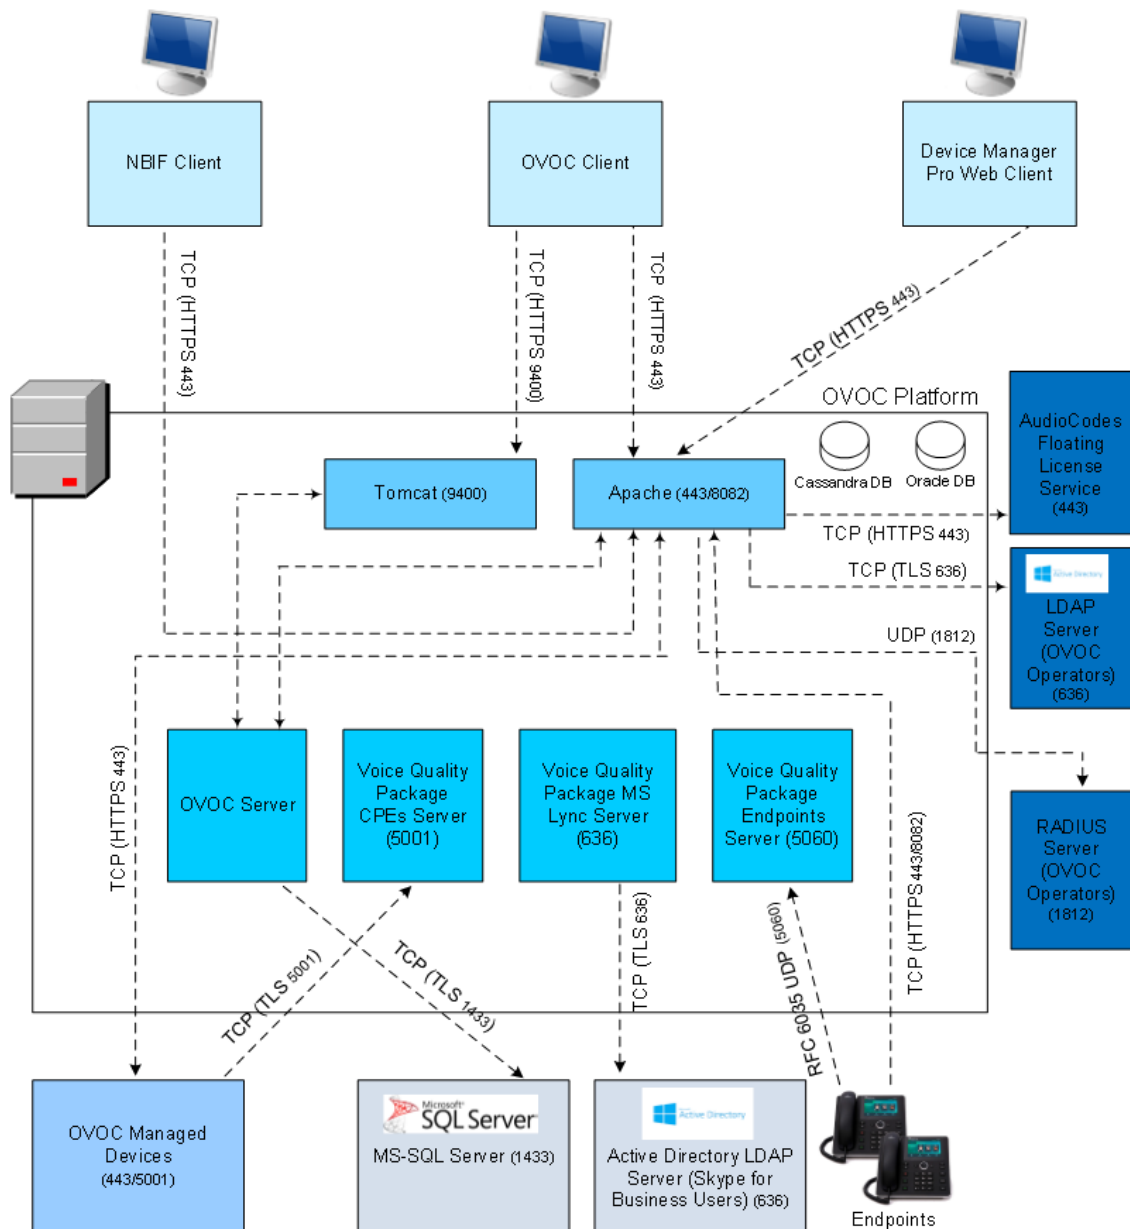 NBIF Client
OVOC Client
Device Manager
Pro Web Client
TCP (HTTPS 443)
TCP (HTTPS 9400)
TCP (HTTPS 443)
TCP (HTTPS 443)
OVOC Platform
Cassandra DB
Oracle DB
Tomcat (9400)
Apache (443/8082)
AudioCodes
Floating
License
Service
(443)
TCP (HTTPS 443)
TCP (TLS 636)
UDP (1812)
Active Directory
LDAP
Server
(OVOC
Operators)
(636)
TCP (HTTPS 443)
OVOC Server
Voice Quality
Package
CPEs Server
(5001)
Voice Quality
Package MS
Lync Server
(636)
Voice Quality
Package
Endpoints
Server (5060)
RADIUS
Server
(OVOC
Operators)
(1812)
TCP (TLS 5001)
TCP (TLS 1433)
TCP (TLS 636)
RFC 6035 UDP (5060)
TCP (HTTPS 443/8082)
OVOC Managed
Devices
(443/5001)
Microsoft
SQL Server
MS-SQL Server (1433)
Active Directory
Active Directory LDAP
Server (Skype for
Business Users) (636)
Endpoints